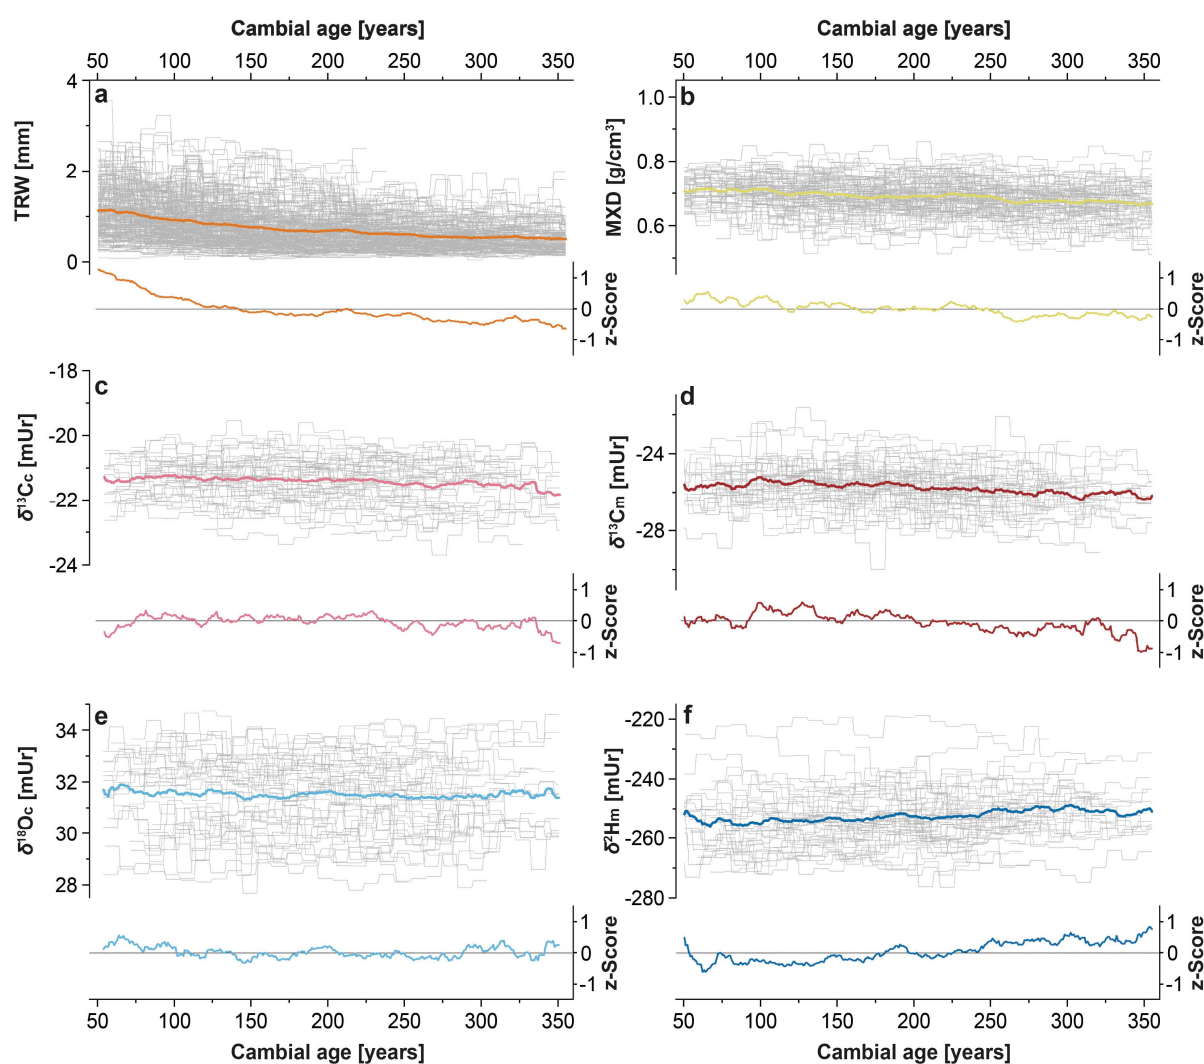 Cambial age [years] Cambial age [years]
50 100 150 200 250 300 350 50 100 150 200 250 300 350
a
TRW [mm]
4
2
0
1
0
-1
z-Score
b
MXD [g/cm³]
1.0
0.8
0.6
1
0
-1
z-Score
c
δ¹³Cc [mUr]
-18
-20
-22
-24
1
0
-1
z-Score
d
δ¹³Cm [mUr]
-24
-28
1
0
-1
z-Score
e
δ¹⁸Oc [mUr]
34
32
30
28
1
0
-1
z-Score
f
δ²Hm [mUr]
-220
-240
-260
-280
1
0
-1
z-Score
50 100 150 200 250 300 350 50 100 150 200 250 300 350
Cambial age [years] Cambial age [years]